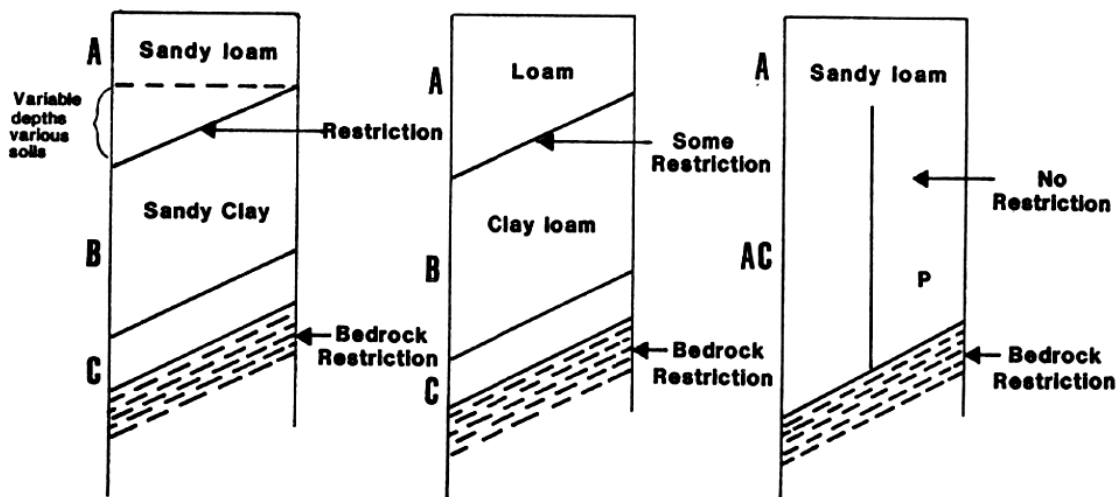 A
Sandy loam
Variable
depths
various
soils
Restriction
Sandy Clay
B
Bedrock
Restriction
C
A
Loam
Some
Restriction
Clay loam
B
Bedrock
Restriction
C
A
Sandy loam
No
Restriction
AC
P
Bedrock
Restriction